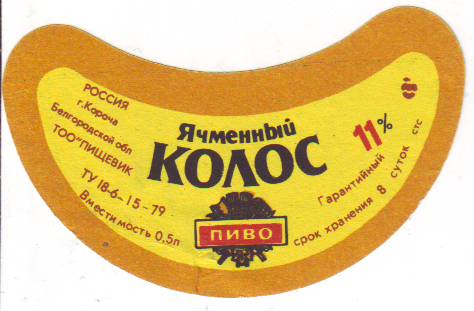 РОССИЯ
г.Короча
Белгородской обл
ТОО"ПИЩЕВИК
ТУ 18-6-15-79
Вместимость 0,5л
Ячменный
КОЛОС
ПИВО
11%
Гарантийный
срок хранения 8 суток стс